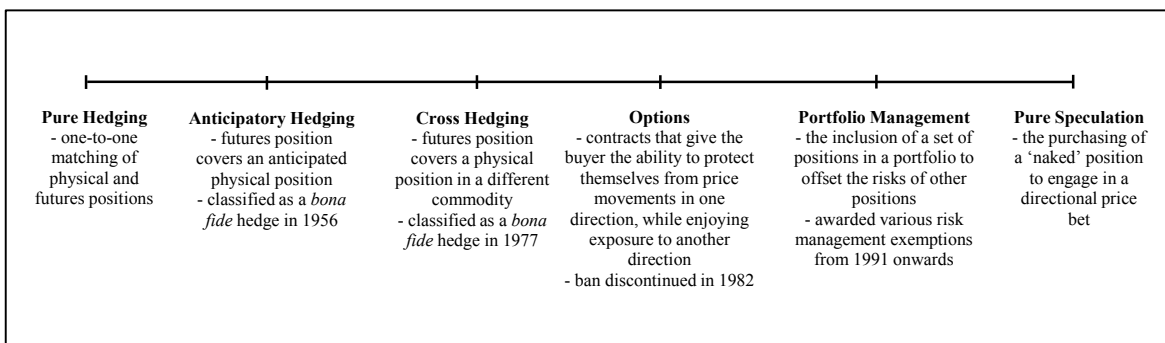 Pure Hedging
- one-to-one
matching of
physical and
futures positions
Anticipatory Hedging
- futures position
covers an anticipated
physical position
- classified as a bona
fide hedge in 1956
Cross Hedging
- futures position
covers a physical
position in a different
commodity
- classified as a bona
fide hedge in 1977
Options
- contracts that give the
buyer the ability to protect
themselves from price
movements in one
direction, while enjoying
exposure to another
direction
- ban discontinued in 1982
Portfolio Management
- the inclusion of a set of
positions in a portfolio to
offset the risks of other
positions
- awarded various risk
management exemptions
from 1991 onwards
Pure Speculation
- the purchasing of
a ‘naked’ position
to engage in a
directional price
bet